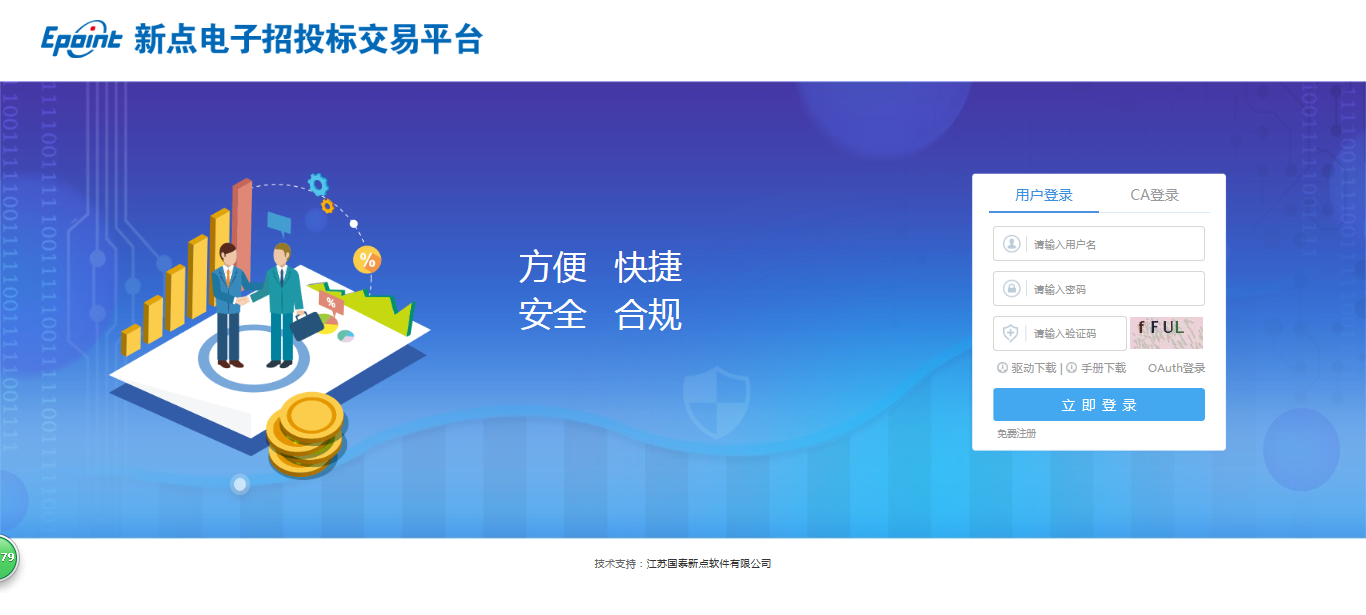 Epoint 新点电子招投标交易平台
方便 快捷
安全 合规
%
%
用户登录 CA登录
请输入用户名
请输入密码
请输入验证码 fFUL
驱动下载 | 手册下载 OAuth登录
立即登录
免费注册
79
技术支持：江苏国泰新点软件有限公司